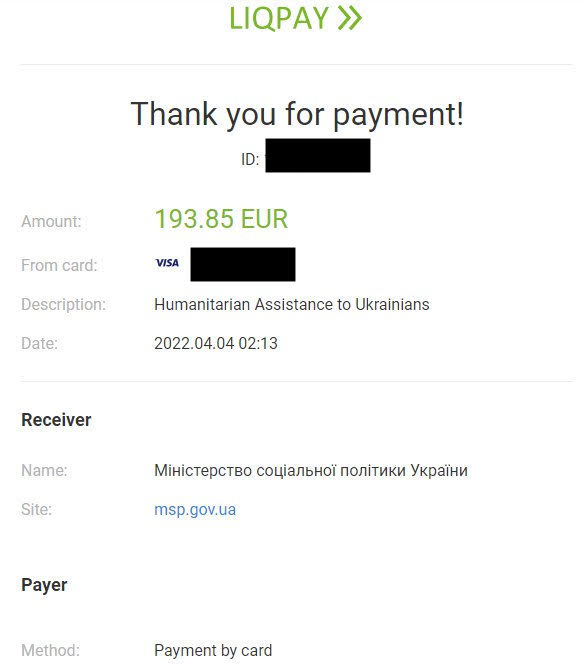 LIQPAY
Thank you for payment!
ID:
Amount: 193.85 EUR
From card: VISA
Description: Humanitarian Assistance to Ukrainians
Date: 2022.04.04 02:13
Receiver
Name: Міністерство соціальної політики України
Site: msp.gov.ua
Payer
Method: Payment by card